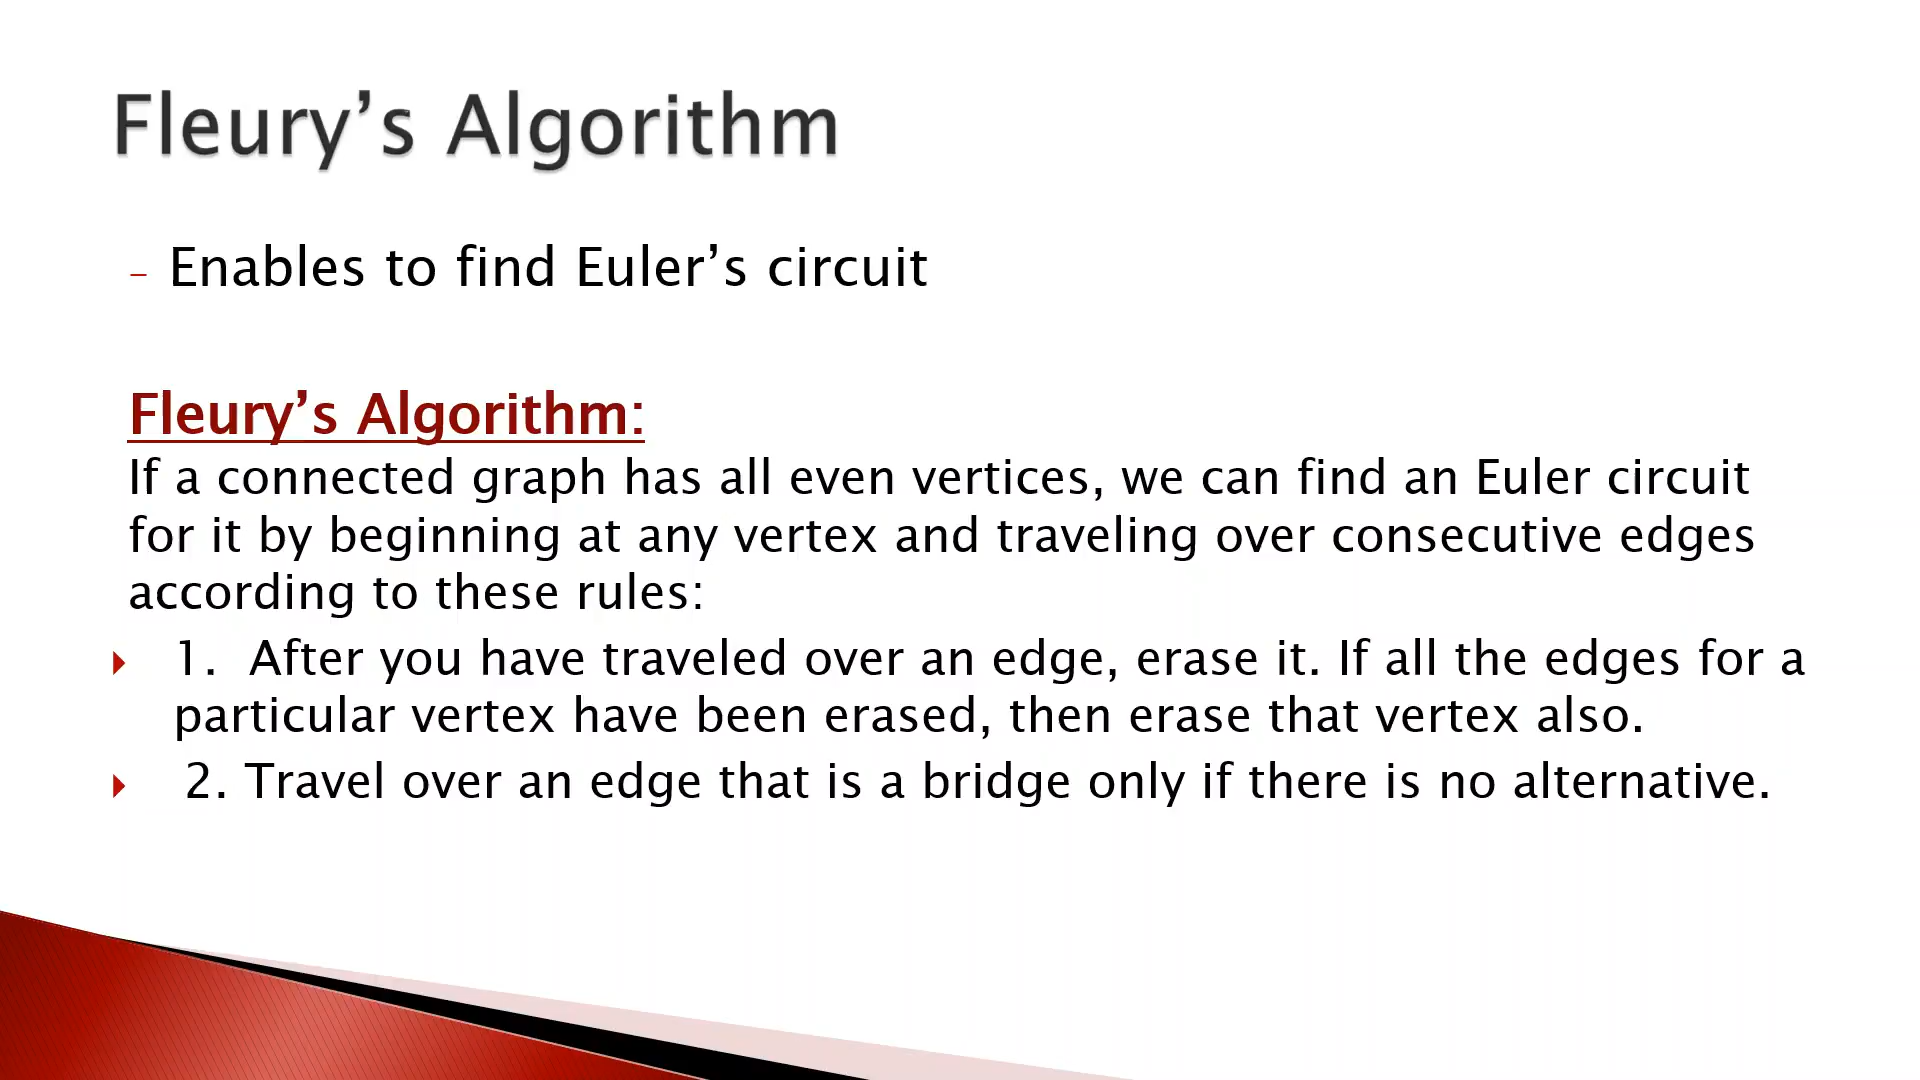 Fleury’s Algorithm
– Enables to find Euler’s circuit
Fleury’s Algorithm:
If a connected graph has all even vertices, we can find an Euler circuit
for it by beginning at any vertex and traveling over consecutive edges
according to these rules:
1. After you have traveled over an edge, erase it. If all the edges for a
particular vertex have been erased, then erase that vertex also.
2. Travel over an edge that is a bridge only if there is no alternative.